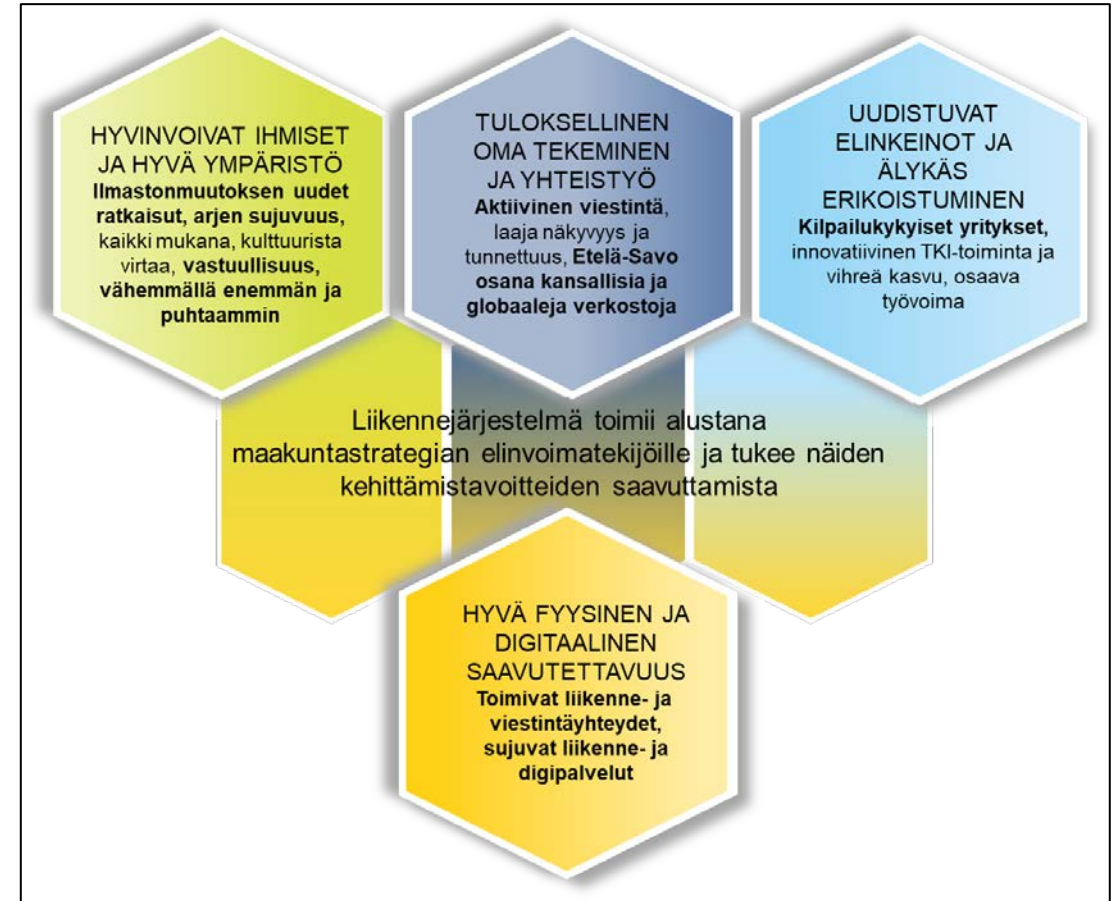 HYVINVOIVAT IHMISET
JA HYVÄ YMPÄRISTÖ
Ilmastonmuutoksen uudet
ratkaisut, arjen sujuvuus,
kaikki mukana, kulttuurista
virtaa, vastuullisuus,
vähemmällä enemmän ja
puhtaammin
TULOKSELLINEN
OMA TEKEMINEN
JA YHTEISTYÖ
Aktiivinen viestintä,
laaja näkyvyys ja
tunnettuus, Etelä-Savo
osana kansallisia ja
globaaleja verkostoja
UUDISTUVAT
ELINKEINOT JA
ÄLYKÄS
ERIKOISTUMINEN
Kilpailukykyiset yritykset,
innovatiivinen TKI-toiminta ja
vihreä kasvu, osaava
työvoima
Liikennejärjestelmä toimii alustana
maakuntastrategian elinvoimatekijöille ja tukee näiden
kehittämistavoitteiden saavuttamista
HYVÄ FYYSINEN JA
DIGITAALINEN
SAAVUTETTAVUUS
Toimivat liikenne- ja
viestintäyhteydet,
sujuvat liikenne- ja
digipalvelut